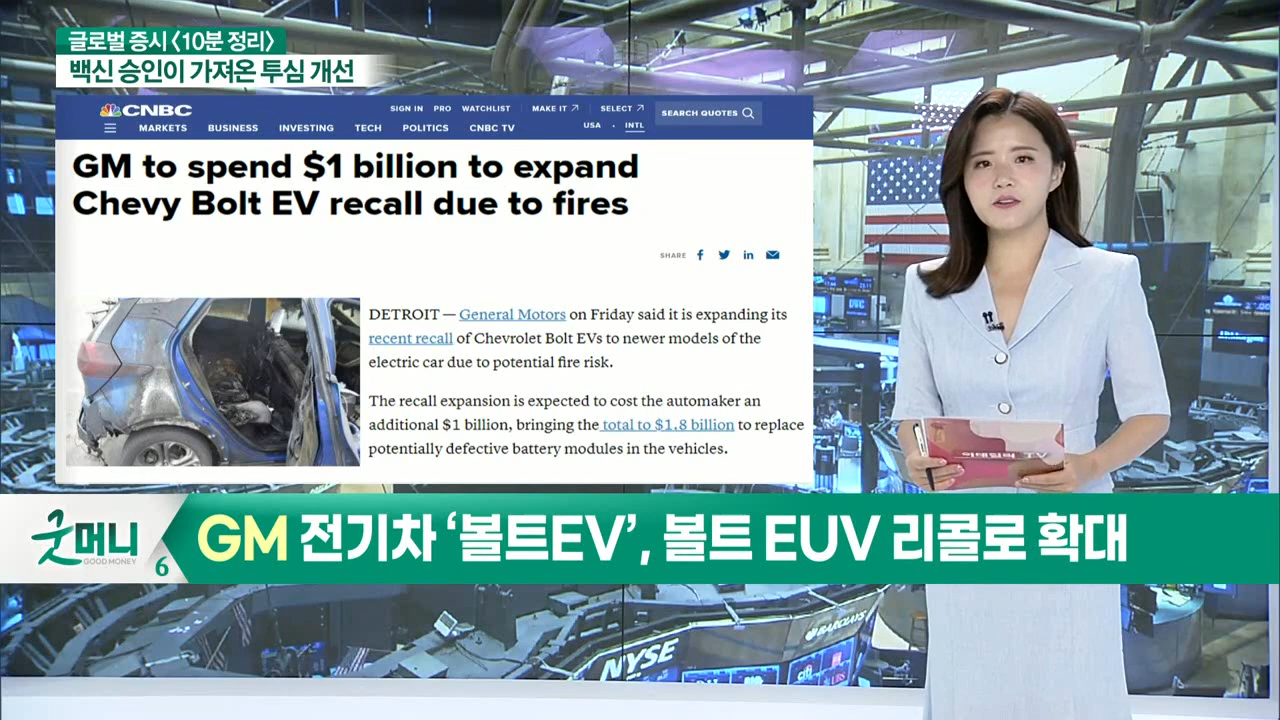 글로벌 증시 <10분 정리>
백신 승인이 가져온 투심 개선
CNBC
SIGN IN PRO WATCHLIST MAKE IT SELECT
SEARCH QUOTES
MARKETS BUSINESS INVESTING TECH POLITICS CNBC TV
USA · INTL
GM to spend $1 billion to expand
Chevy Bolt EV recall due to fires
SHARE
DETROIT — General Motors on Friday said it is expanding its
recent recall of Chevrolet Bolt EVs to newer models of the
electric car due to potential fire risk.
The recall expansion is expected to cost the automaker an
additional $1 billion, bringing the total to $1.8 billion to replace
potentially defective battery modules in the vehicles.
굿머니
GOOD MONEY
6
GM 전기차 ‘볼트EV’, 볼트 EUV 리콜로 확대
NYSE
BARCLAYS
citi